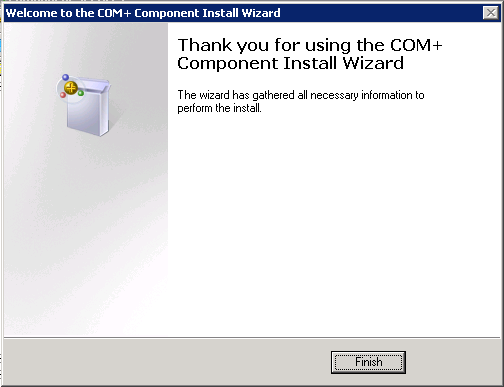 Welcome to the COM+ Component Install Wizard
Thank you for using the COM+
Component Install Wizard
The wizard has gathered all necessary information to
perform the install.
Finish